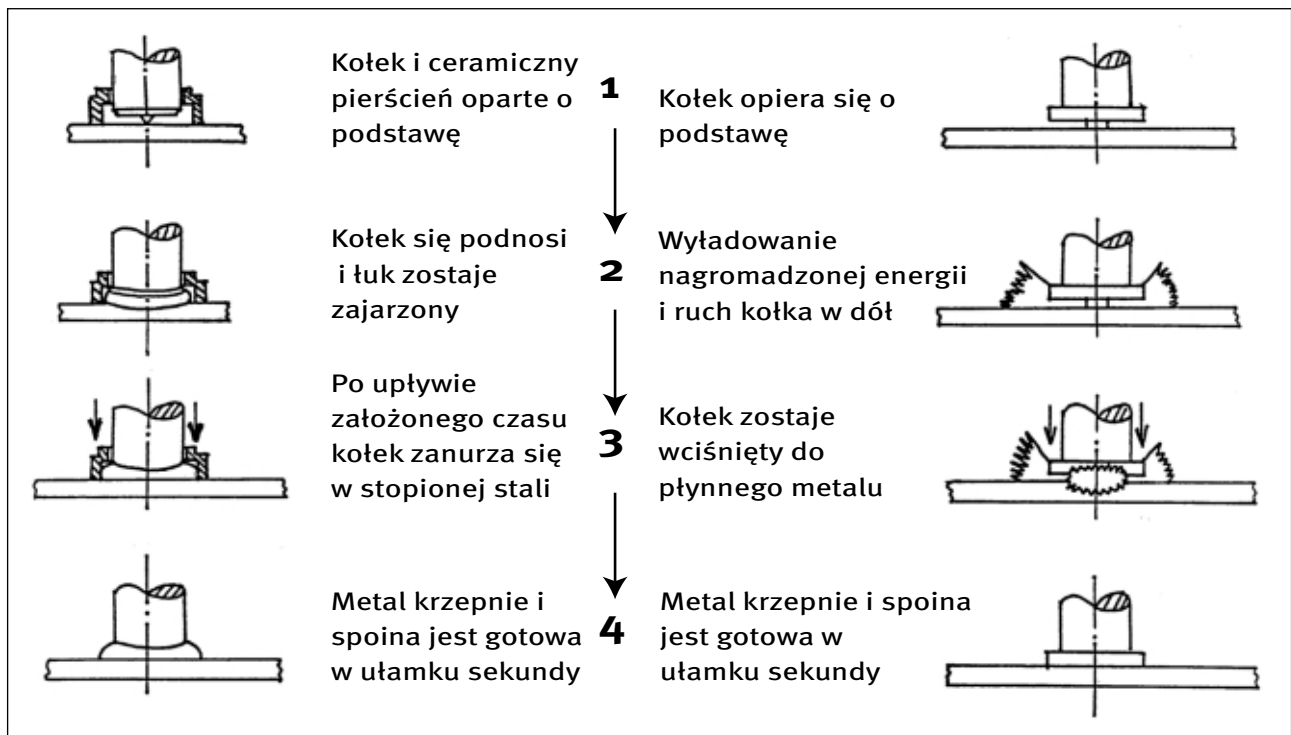 Kołek i ceramiczny
pierścień oparte o
podstawę
1
Kołek opiera się o
podstawę
Kołek się podnosi
i łuk zostaje
zajarzony
2
Wyładowanie
nagromadzonej energii
i ruch kołka w dół
Po upływie
założonego czasu
kołek zanurza się
w stopionej stali
3
Kołek zostaje
wciśnięty do
płynnego metalu
Metal krzepnie i
spoina jest gotowa
w ułamku sekundy
4
Metal krzepnie i spoina
jest gotowa w
ułamku sekundy